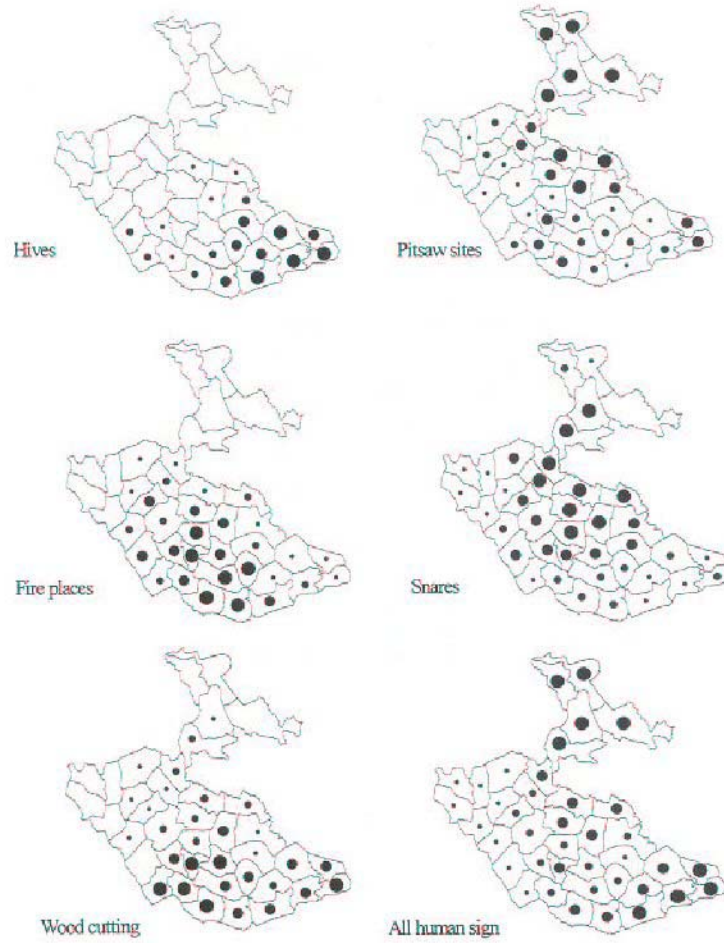 Hives
Pitsaw sites
Fire places
Snares
Wood cutting
All human sign